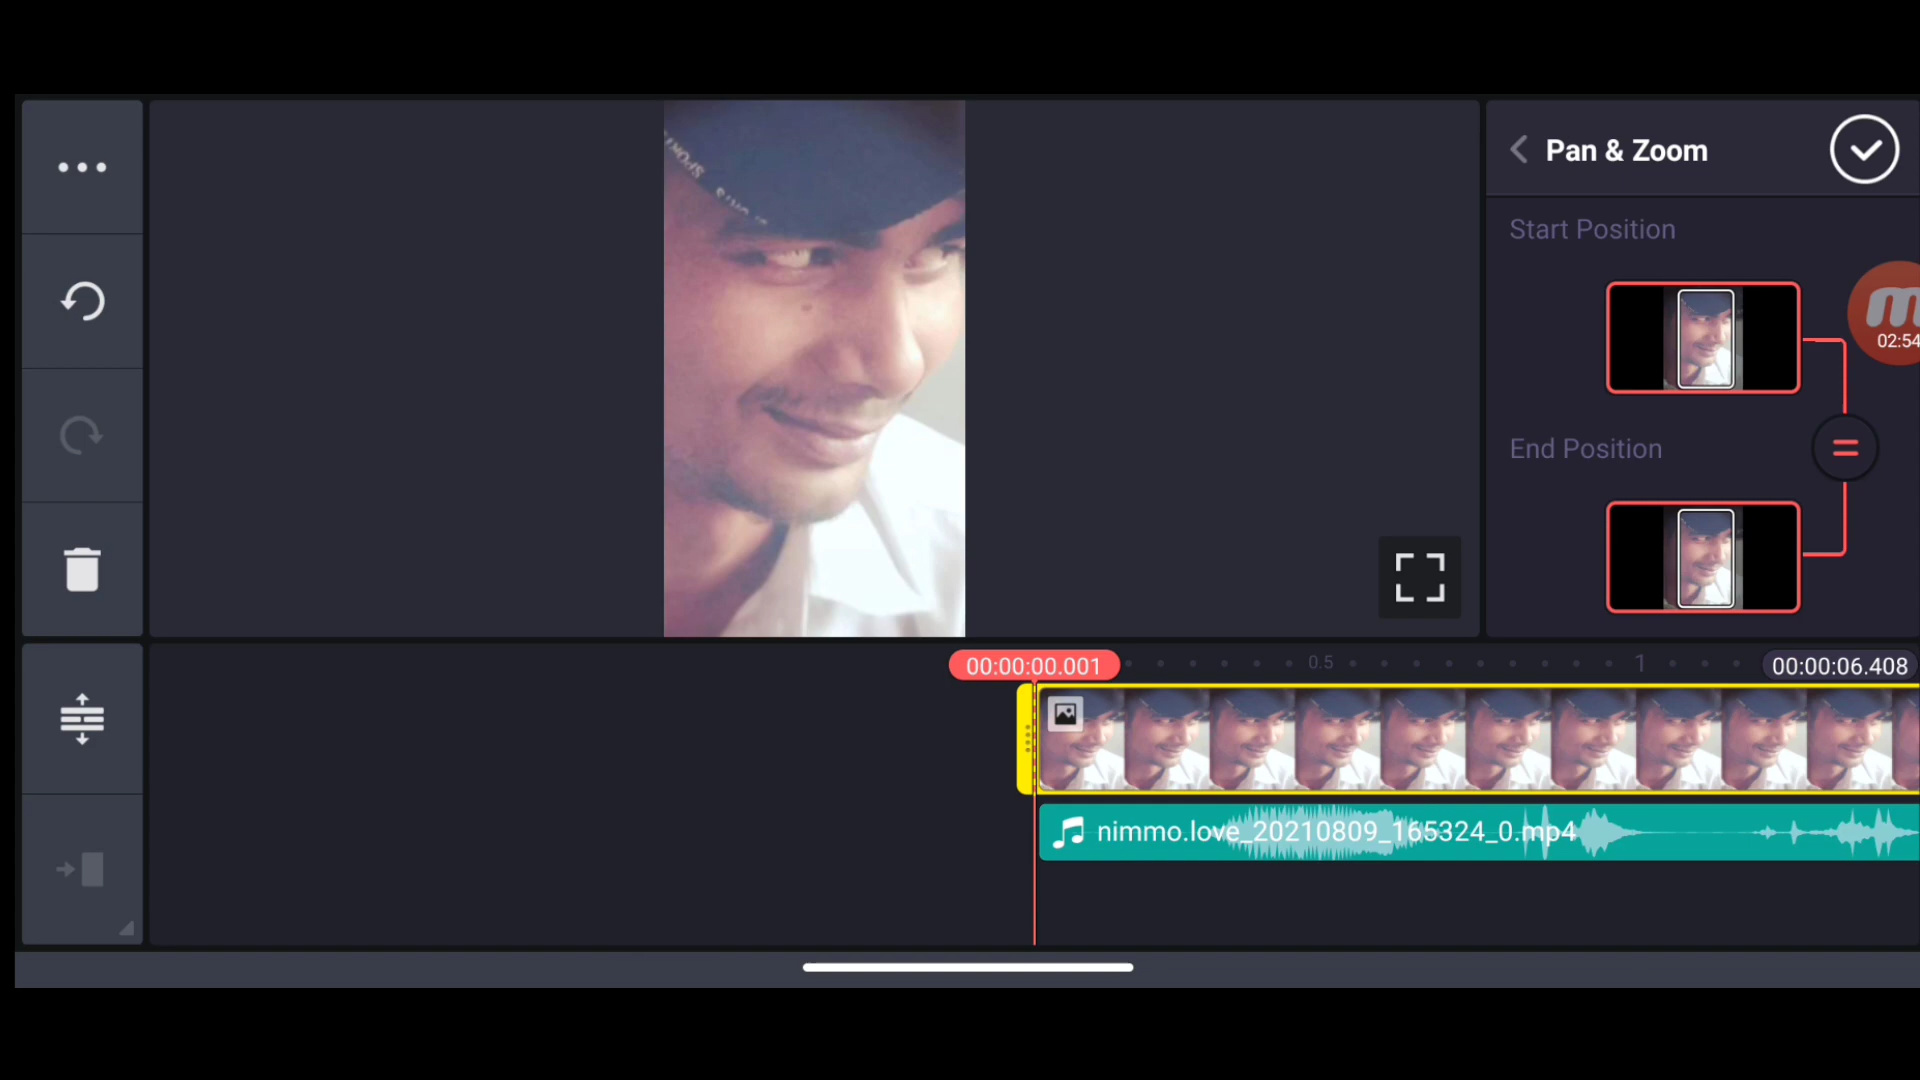 Pan & Zoom
Start Position
02:54
End Position
00:00:00.001
0.5
1
00:00:06.408
nimmo.love_20210809_165324_0.mp4